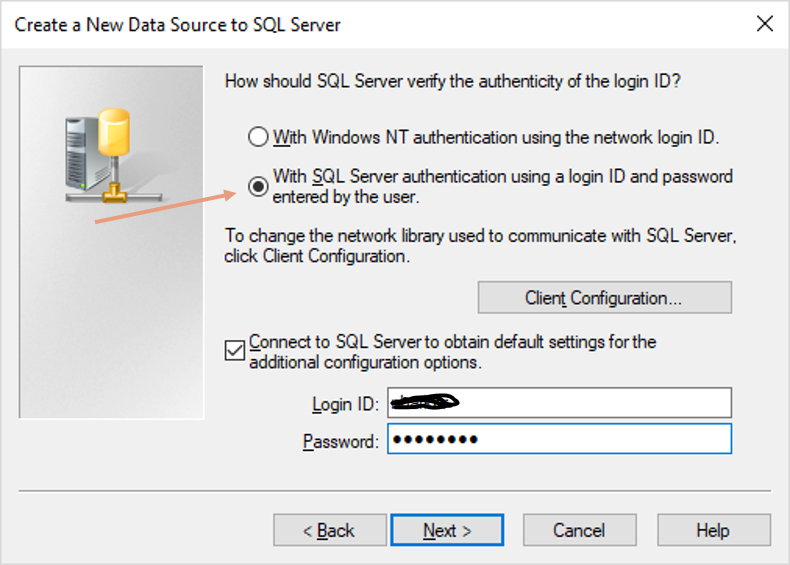 Create a New Data Source to SQL Server
How should SQL Server verify the authenticity of the login ID?
With Windows NT authentication using the network login ID.
With SQL Server authentication using a login ID and password
entered by the user.
To change the network library used to communicate with SQL Server,
click Client Configuration.
Client Configuration...
Connect to SQL Server to obtain default settings for the
additional configuration options.
Login ID:
Password: ●●●●●●●●
< Back Next > Cancel Help